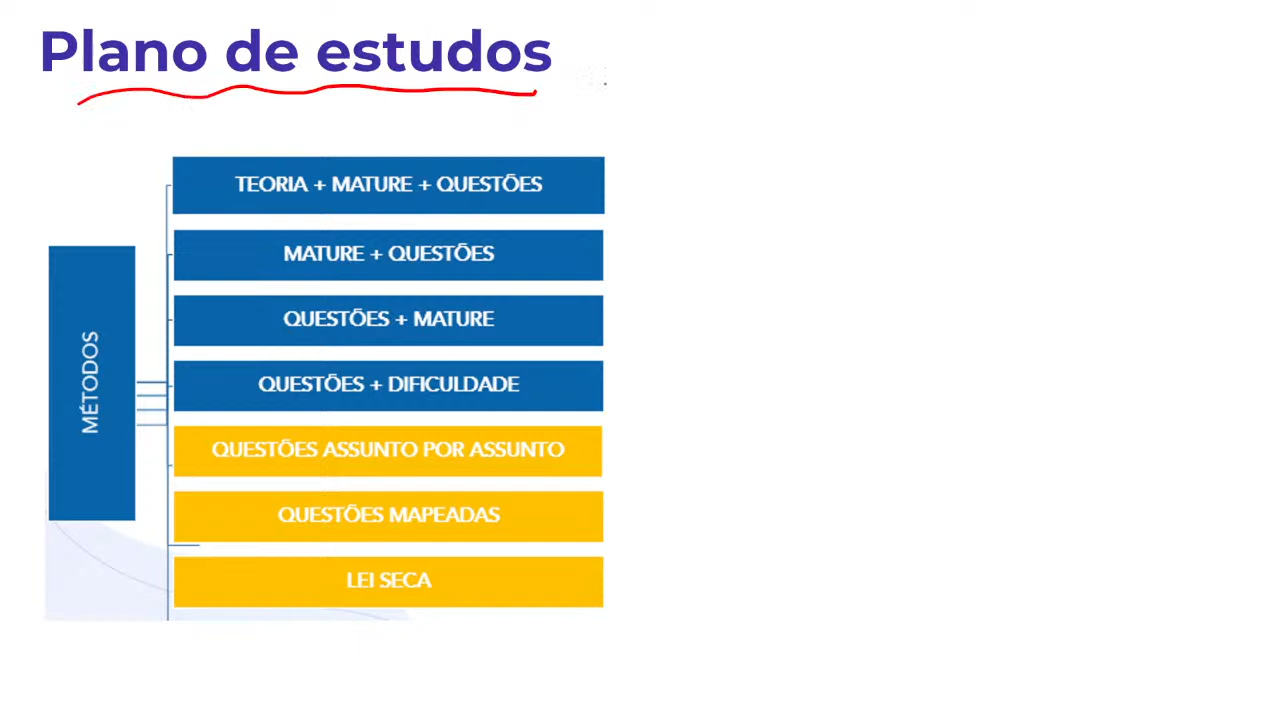 Plano de estudos
MÉTODOS
TEORIA + MATURE + QUESTÕES
MATURE + QUESTÕES
QUESTÕES + MATURE
QUESTÕES + DIFICULDADE
QUESTÕES ASSUNTO POR ASSUNTO
QUESTÕES MAPEADAS
LEI SECA